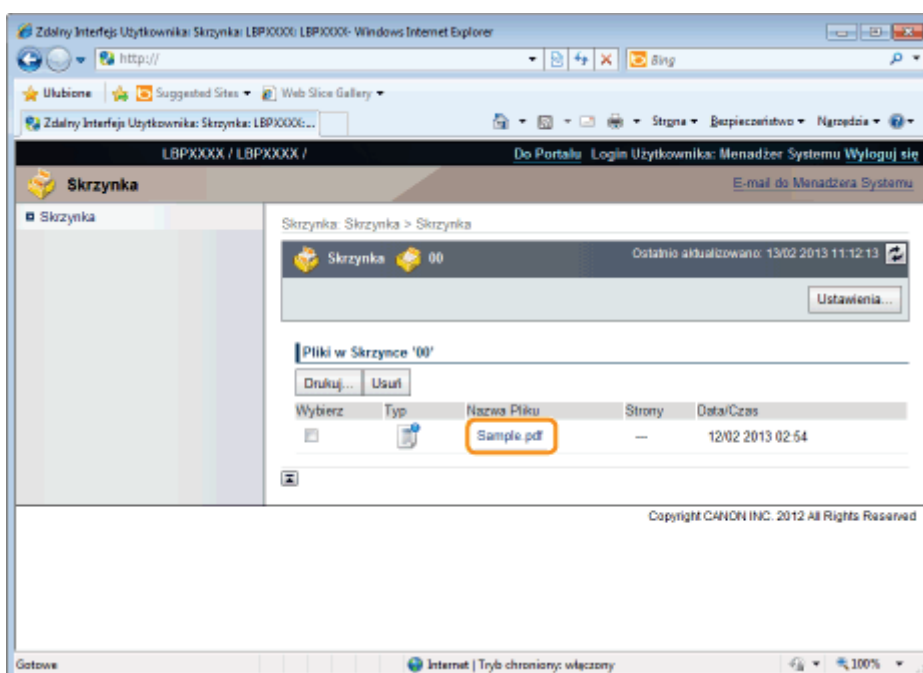 Zdalny Interfejs Użytkownika: Skrzynka: LBPXXXX: LBPXXXX- Windows Internet Explorer
http://
Bing
Ulubione Suggested Sites Web Slice Gallery
Zdalny Interfejs Użytkownika: Skrzynka: LBPXXXX:... Strona Bezpieczeństwo Narzędzia
LBPXXXX / LBPXXXX / Do Portalu Login Użytkownika: Menadżer Systemu Wyloguj się
Skrzynka E-mail do Menadżera Systemu
Skrzynka
Skrzynka: Skrzynka > Skrzynka
Skrzynka 00 Ostatnio aktualizowano: 13/02 2013 11:12:13
Ustawienia...
Pliki w Skrzynce '00'
Drukuj... Usuń
Wybierz Typ Nazwa Pliku Strony Data/Czas
Sample.pdf --- 12/02 2013 02:54
Copyright CANON INC. 2012 All Rights Reserved
Gotowe Internet | Tryb chroniony: włączony 100%